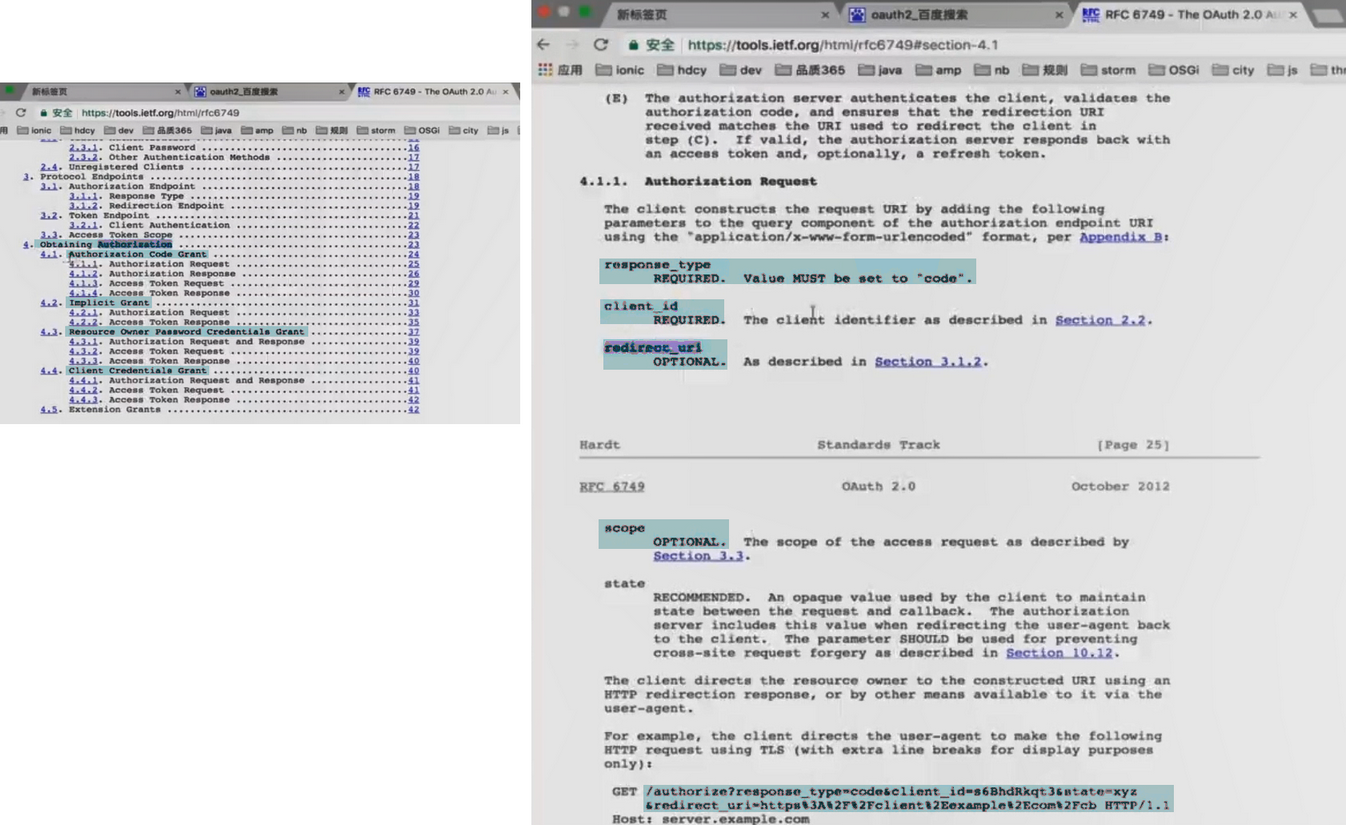 新标签页
oauth2_百度搜索
RFC 6749 - The OAuth 2.0 Au
安全 https://tools.ietf.org/html/rfc6749
用 ionic hdcy dev 品质365 java amp nb 规则 storm OSGi city js
2.3.1. Client Password ........................ 16
2.3.2. Other Authentication Methods ........................ 17
2.4. Unregistered Clients ........................ 17
3. Protocol Endpoints ........................ 18
3.1. Authorization Endpoint ........................ 18
3.1.1. Response Type ........................ 19
3.1.2. Redirection Endpoint ........................ 19
3.2. Token Endpoint ........................ 21
3.2.1. Client Authentication ........................ 22
3.3. Access Token Scope ........................ 23
4. Obtaining Authorization ........................ 23
4.1. Authorization Code Grant ........................ 24
4.1.1. Authorization Request ........................ 25
4.1.2. Authorization Response ........................ 26
4.1.3. Access Token Request ........................ 29
4.1.4. Access Token Response ........................ 30
4.2. Implicit Grant ........................ 31
4.2.1. Authorization Request ........................ 33
4.2.2. Access Token Response ........................ 35
4.3. Resource Owner Password Credentials Grant ........................ 37
4.3.1. Authorization Request and Response ........................ 39
4.3.2. Access Token Request ........................ 39
4.3.3. Access Token Response ........................ 40
4.4. Client Credentials Grant ........................ 40
4.4.1. Authorization Request and Response ........................ 41
4.4.2. Access Token Request ........................ 41
4.4.3. Access Token Response ........................ 42
4.5. Extension Grants ........................ 42
新标签页
oauth2_百度搜索
RFC 6749 - The OAuth 2.0 Au
安全 https://tools.ietf.org/html/rfc6749#section-4.1
应用 ionic hdcy dev 品质365 java amp nb 规则 storm OSGi city js
(E) The authorization server authenticates the client, validates the
authorization code, and ensures that the redirection URI
received matches the URI used to redirect the client in
step (C). If valid, the authorization server responds back with
an access token and, optionally, a refresh token.
4.1.1. Authorization Request
The client constructs the request URI by adding the following
parameters to the query component of the authorization endpoint URI
using the "application/x-www-form-urlencoded" format, per Appendix B:
response_type
REQUIRED. Value MUST be set to "code".
client_id
REQUIRED. The client identifier as described in Section 2.2.
redirect_uri
OPTIONAL. As described in Section 3.1.2.
Hardt Standards Track [Page 25]
RFC 6749 OAuth 2.0 October 2012
scope
OPTIONAL. The scope of the access request as described by
Section 3.3.
state
RECOMMENDED. An opaque value used by the client to maintain
state between the request and callback. The authorization
server includes this value when redirecting the user-agent back
to the client. The parameter SHOULD be used for preventing
cross-site request forgery as described in Section 10.12.
The client directs the resource owner to the constructed URI using an
HTTP redirection response, or by other means available to it via the
user-agent.
For example, the client directs the user-agent to make the following
HTTP request using TLS (with extra line breaks for display purposes
only):
GET /authorize?response_type=code&client_id=s6BhdRkqt3&state=xyz
&redirect_uri=https%3A%2F%2Fclient%2Eexample%2Ecom%2Fcb HTTP/1.1
Host: server.example.com